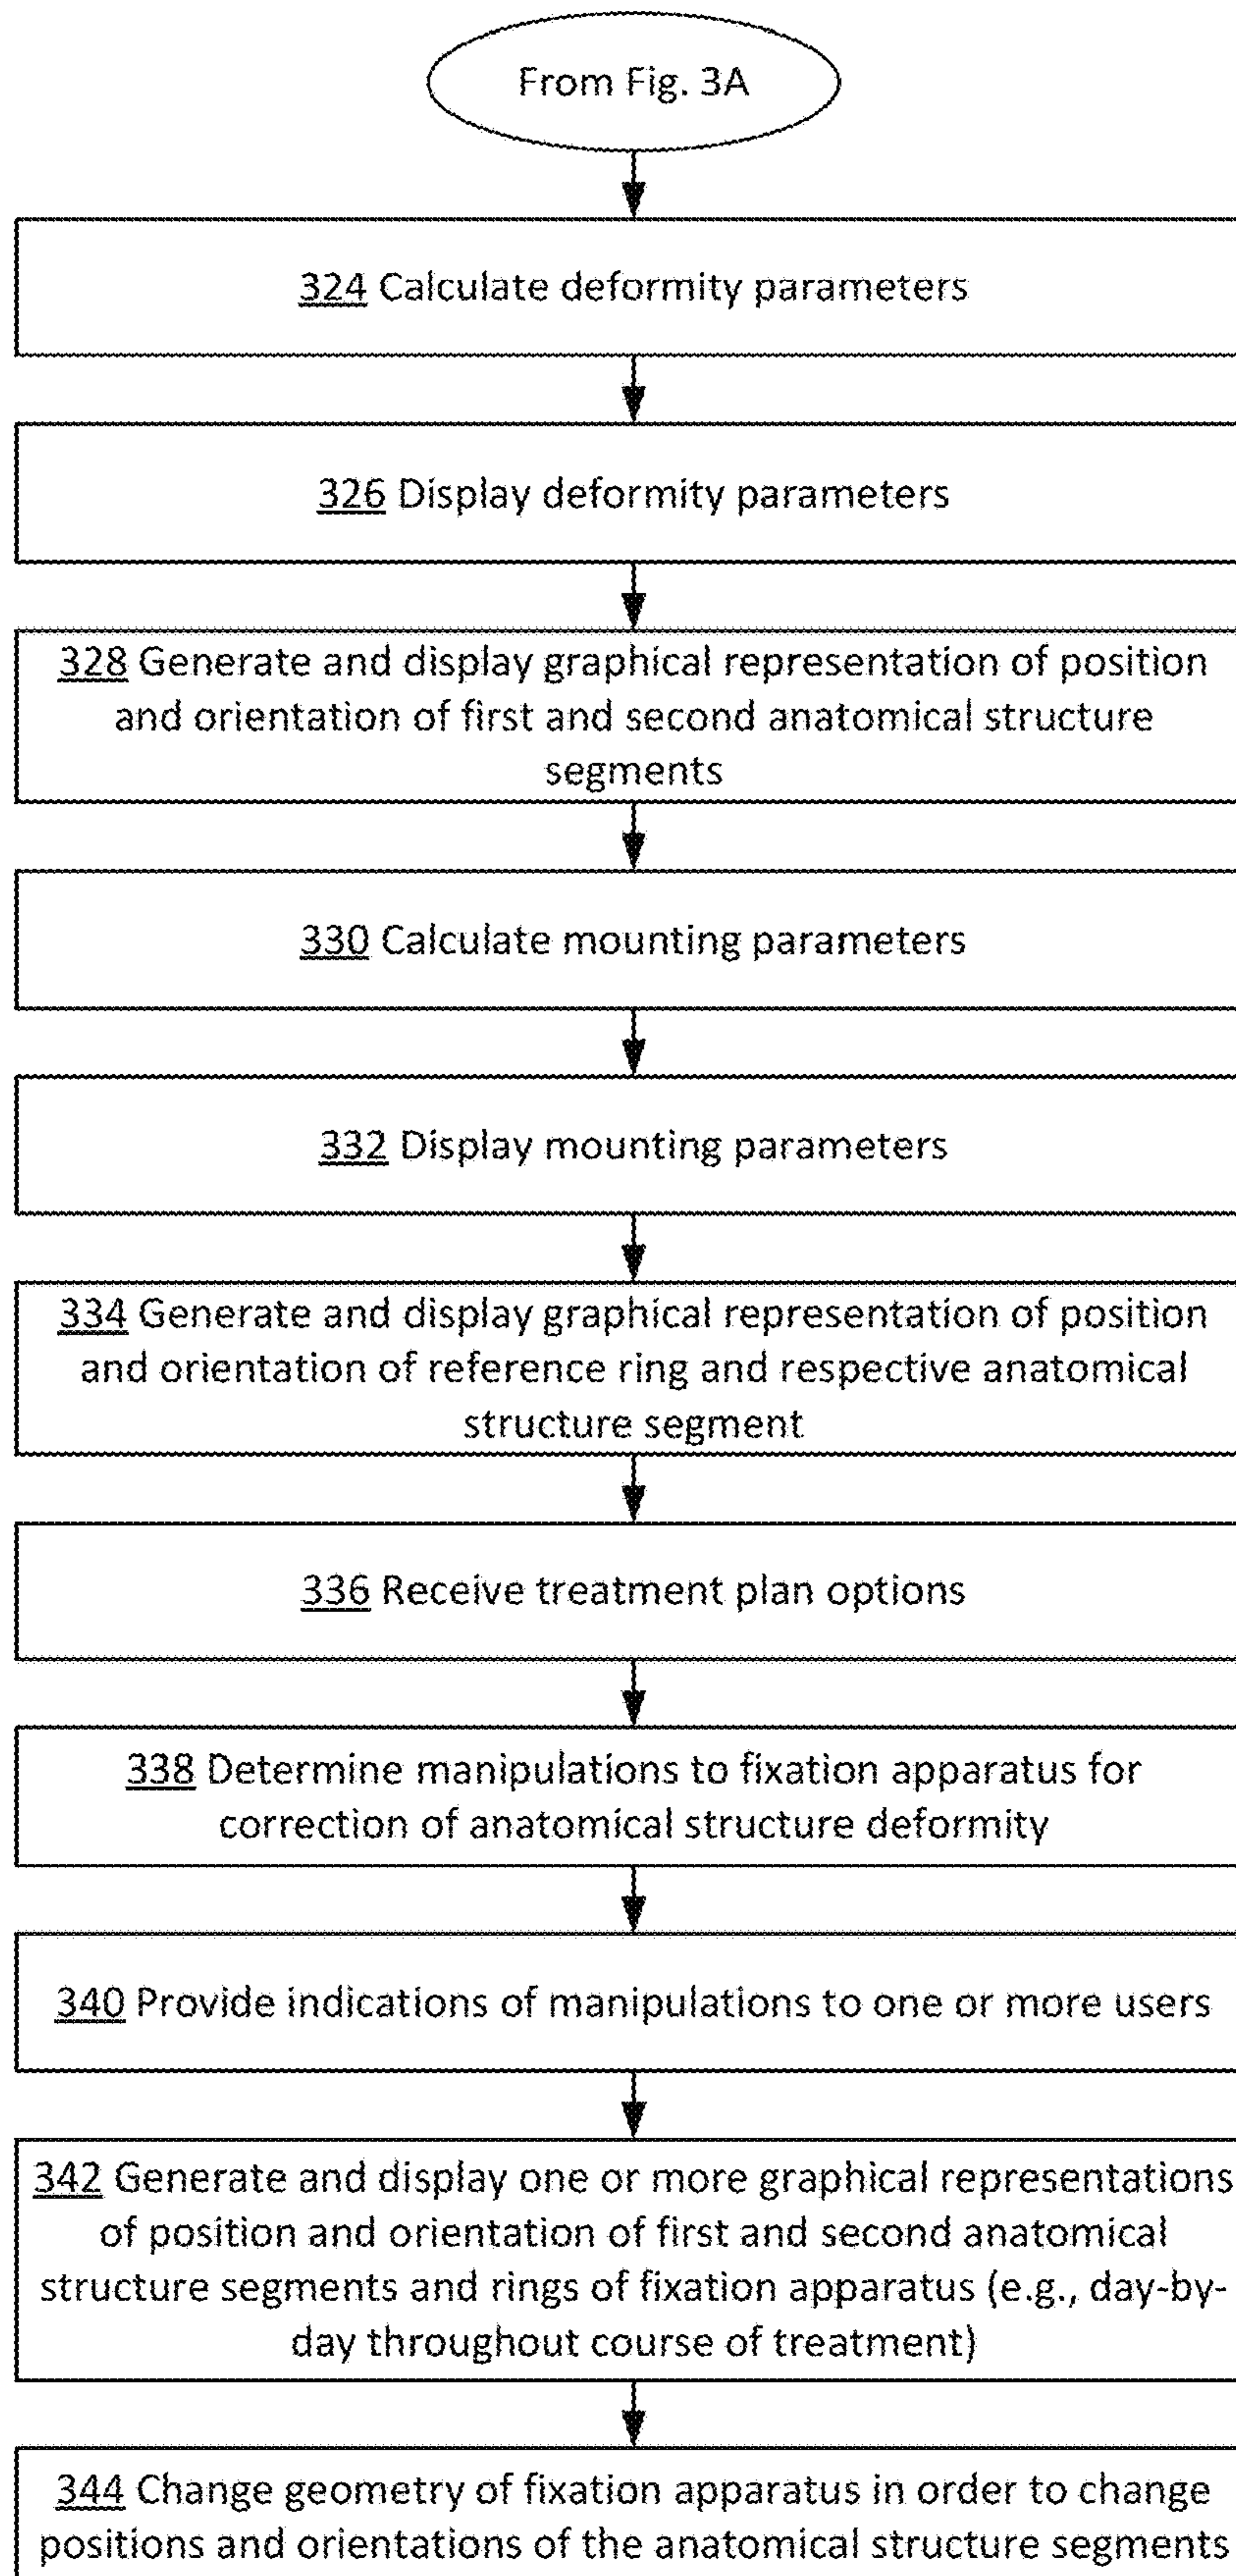 From Fig. 3A
324 Calculate deformity parameters
326 Display deformity parameters
328 Generate and display graphical representation of position
and orientation of first and second anatomical structure
segments
330 Calculate mounting parameters
332 Display mounting parameters
334 Generate and display graphical representation of position
and orientation of reference ring and respective anatomical
structure segment
336 Receive treatment plan options
338 Determine manipulations to fixation apparatus for
correction of anatomical structure deformity
340 Provide indications of manipulations to one or more users
342 Generate and display one or more graphical representations
of position and orientation of first and second anatomical
structure segments and rings of fixation apparatus (e.g., day-by-
day throughout course of treatment)
344 Change geometry of fixation apparatus in order to change
positions and orientations of the anatomical structure segments